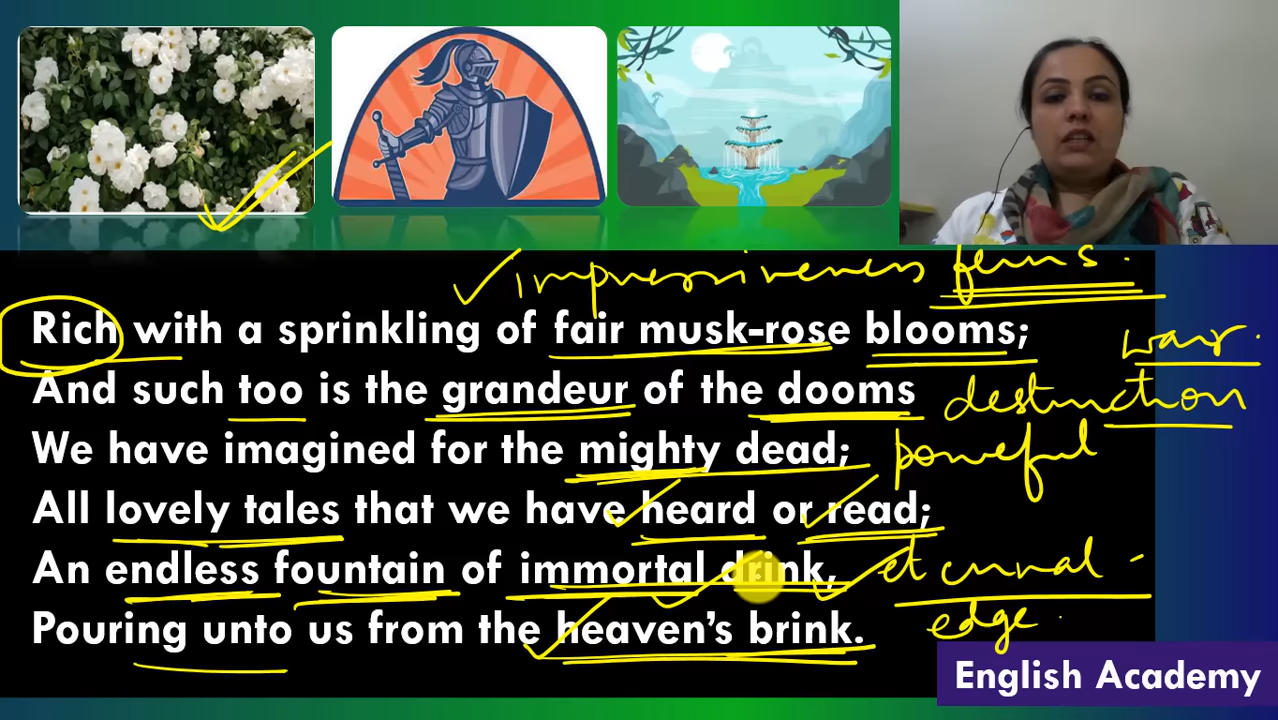 impressiveness ferns.
Rich with a sprinkling of fair musk-rose blooms;
war.
And such too is the grandeur of the dooms
destruction
We have imagined for the mighty dead;
powerful
All lovely tales that we have heard or read;
An endless fountain of immortal drink,
eternal -
Pouring unto us from the heaven's brink.
edge.
English Academy